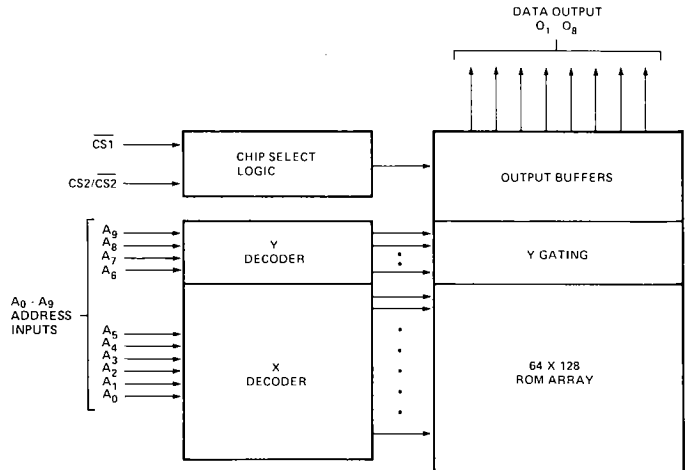 DATA OUTPUT
O1 O8
CS1
CS2/CS2
CHIP SELECT
LOGIC
OUTPUT BUFFERS
A9
A8
A7
A6
Y
DECODER
Y GATING
A0 - A9
ADDRESS
INPUTS
A5
A4
A3
A2
A1
A0
X
DECODER
64 X 128
ROM ARRAY